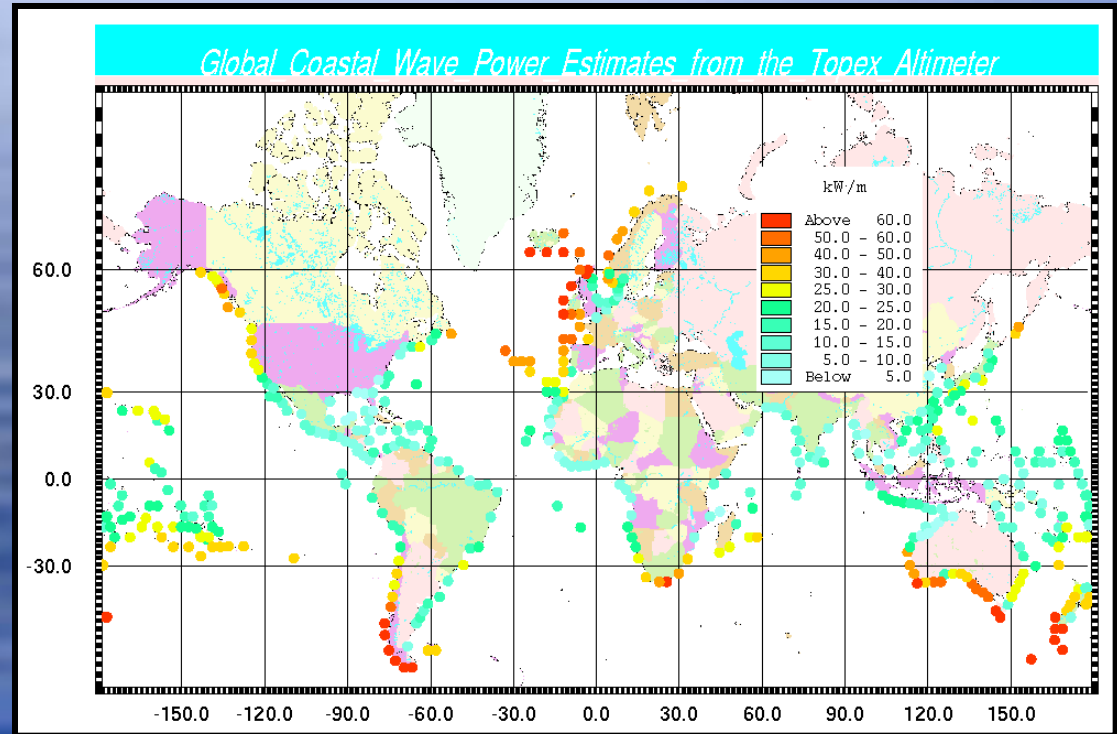 Global Coastal Wave Power Estimates from the Topex Altimeter
kW/m
Above 60.0
50.0 - 60.0
40.0 - 50.0
30.0 - 40.0
25.0 - 30.0
20.0 - 25.0
15.0 - 20.0
10.0 - 15.0
5.0 - 10.0
Below 5.0
60.0
30.0
0.0
-30.0
-150.0 -120.0 -90.0 -60.0 -30.0 0.0 30.0 60.0 90.0 120.0 150.0